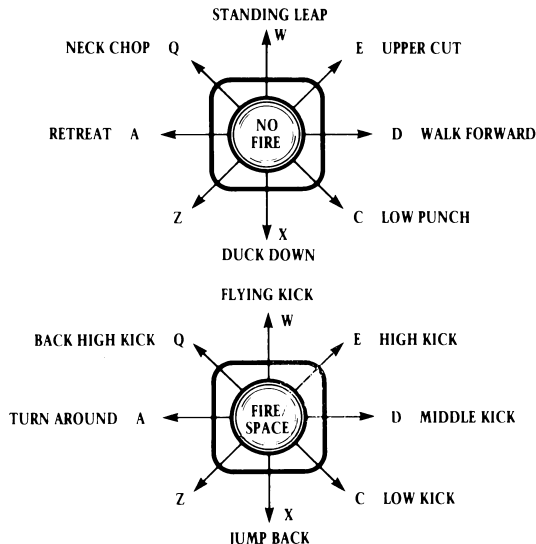 STANDING LEAP
W
NECK CHOP Q
E UPPER CUT
RETREAT A
NO
FIRE
D WALK FORWARD
Z
C LOW PUNCH
X
DUCK DOWN
FLYING KICK
W
BACK HIGH KICK Q
E HIGH KICK
TURN AROUND A
FIRE/
SPACE
D MIDDLE KICK
Z
C LOW KICK
X
JUMP BACK